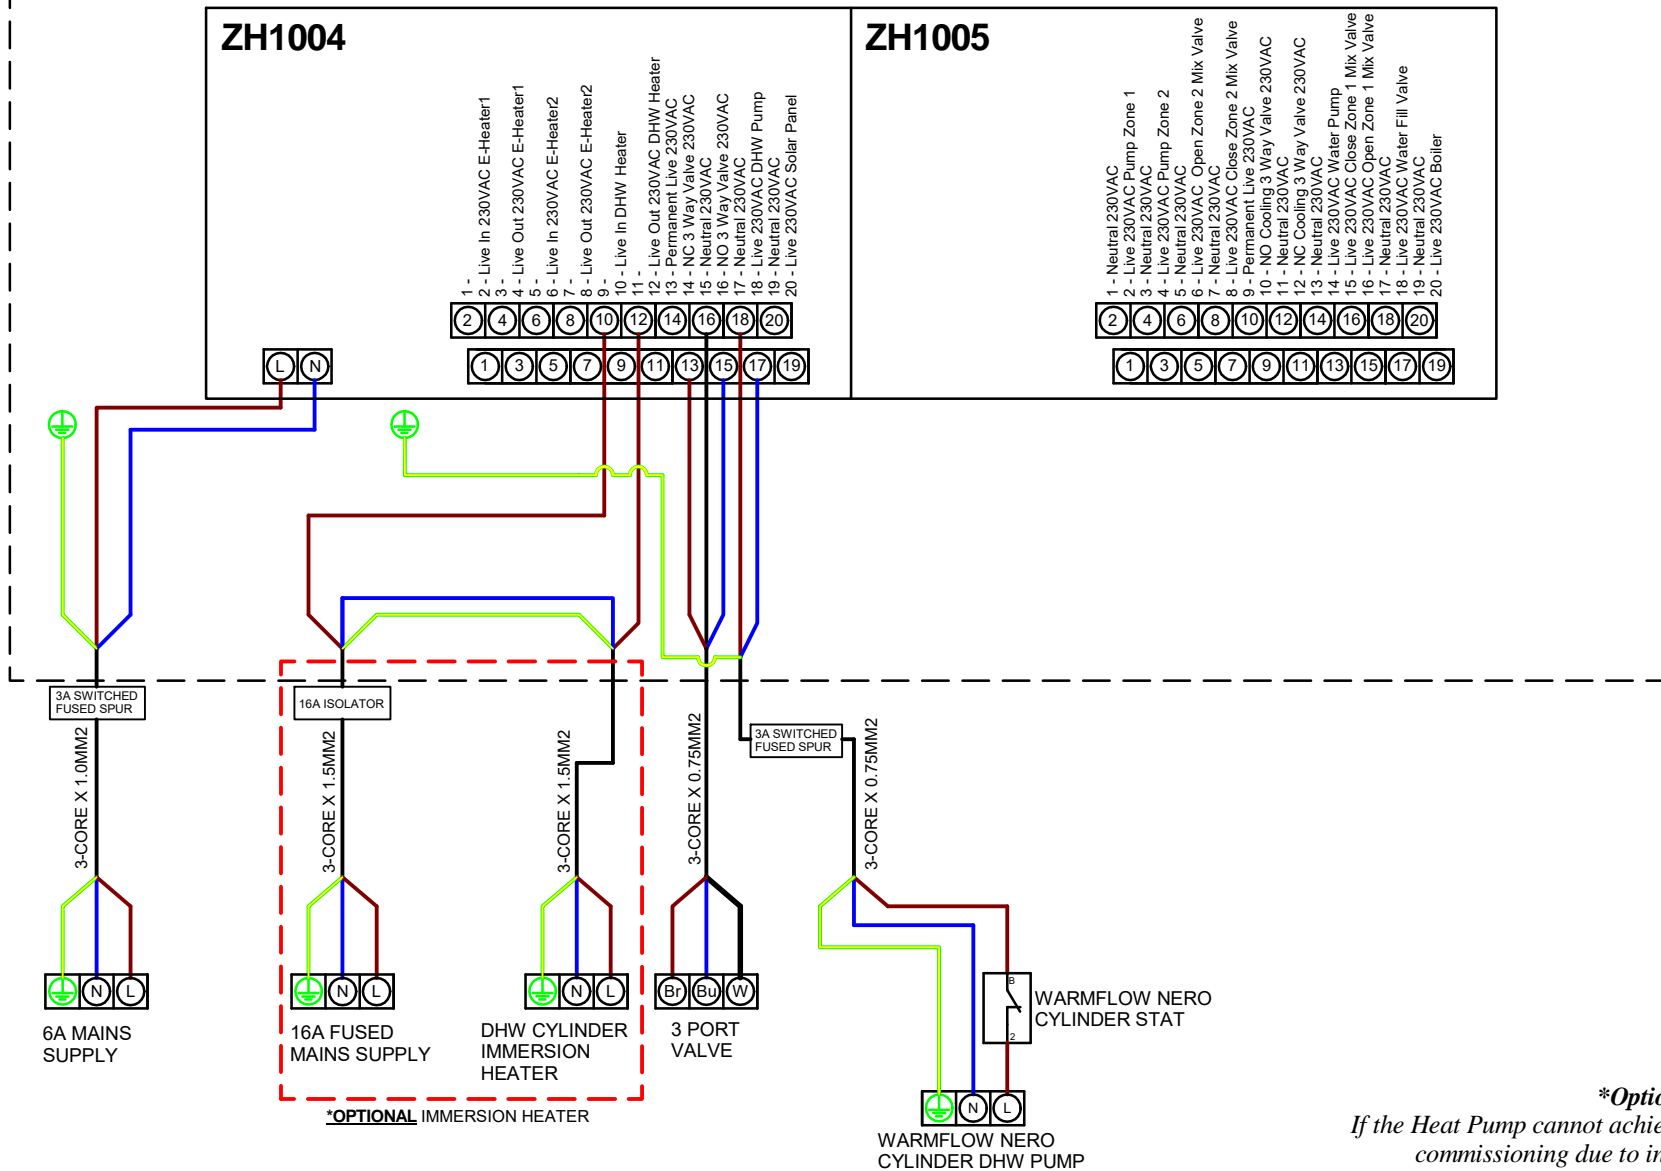 ZH1004
1 -
2 - Live In 230VAC E-Heater1
3 -
4 - Live Out 230VAC E-Heater1
5 -
6 - Live In 230VAC E-Heater2
7 -
8 - Live Out 230VAC E-Heater2
9 -
10 - Live In DHW Heater
11 -
12 - Live Out 230VAC DHW Heater
13 - Permanent Live 230VAC
14 - NC 3 Way Valve 230VAC
15 - Neutral 230VAC
16 - NO 3 Way Valve 230VAC
17 - Neutral 230VAC
18 - Live 230VAC DHW Pump
19 - Neutral 230VAC
20 - Live 230VAC Solar Panel
2 4 6 8 10 12 14 16 18 20
L N
1 3 5 7 9 11 13 15 17 19
ZH1005
1 - Neutral 230VAC
2 - Live 230VAC Pump Zone 1
3 - Neutral 230VAC
4 - Live 230VAC Pump Zone 2
5 - Neutral 230VAC
6 - Live 230VAC Open Zone 2 Mix Valve
7 - Neutral 230VAC
8 - Live 230VAC Close Zone 2 Mix Valve
9 - Permanent Live 230VAC
10 - NO Cooling 3 Way Valve 230VAC
11 - Neutral 230VAC
12 - NC Cooling 3 Way Valve 230VAC
13 - Neutral 230VAC
14 - Live 230VAC Water Pump
15 - Live 230VAC Close Zone 1 Mix Valve
16 - Live 230VAC Open Zone 1 Mix Valve
17 - Neutral 230VAC
18 - Live 230VAC Water Fill Valve
19 - Neutral 230VAC
20 - Live 230VAC Boiler
2 4 6 8 10 12 14 16 18 20
1 3 5 7 9 11 13 15 17 19
3A SWITCHED
FUSED SPUR
16A ISOLATOR
3A SWITCHED
FUSED SPUR
3-CORE X 1.0MM2
3-CORE X 1.5MM2
3-CORE X 1.5MM2
3-CORE X 0.75MM2
3-CORE X 0.75MM2
N L
6A MAINS
SUPPLY
N L
16A FUSED
MAINS SUPPLY
N L
DHW CYLINDER
IMMERSION
HEATER
Br Bu W
3 PORT
VALVE
B
2
WARMFLOW NERO
CYLINDER STAT
*OPTIONAL IMMERSION HEATER
N L
WARMFLOW NERO
CYLINDER DHW PUMP
*Optio
If the Heat Pump cannot achie
commissioning due to in